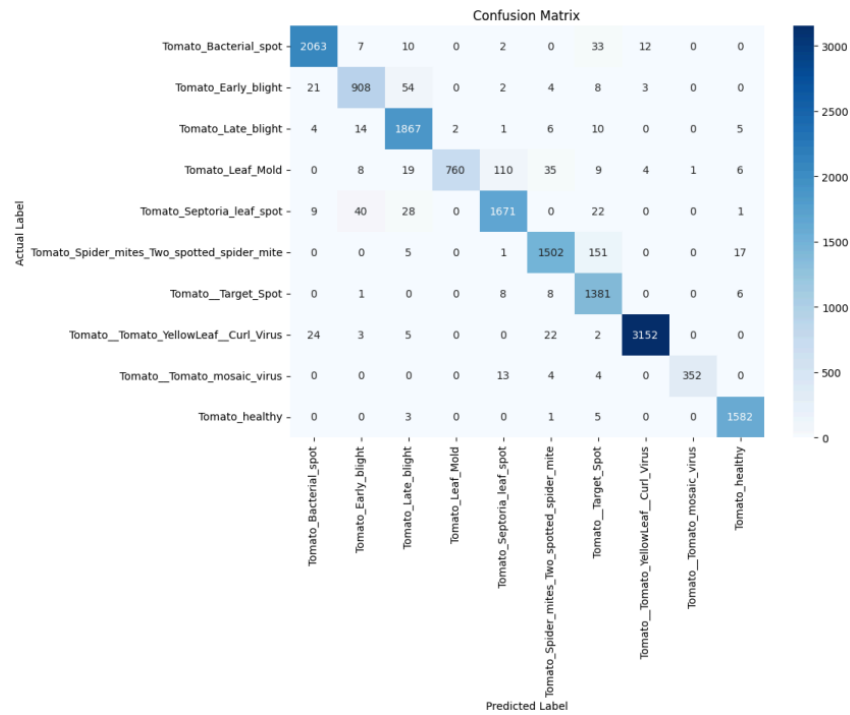 Confusion Matrix
Tomato_Bacterial_spot 2063 7 10 0 2 0 33 12 0 0
Tomato_Early_blight 21 908 54 0 2 4 8 3 0 0
Tomato_Late_blight 4 14 1867 2 1 6 10 0 0 5
Tomato_Leaf_Mold 0 8 19 760 110 35 9 4 1 6
Tomato_Septoria_leaf_spot 9 40 28 0 1671 0 22 0 0 1
Tomato_Spider_mites_Two_spotted_spider_mite 0 0 5 0 1 1502 151 0 0 17
Tomato__Target_Spot 0 1 0 0 8 8 1381 0 0 6
Tomato__Tomato_YellowLeaf__Curl_Virus 24 3 5 0 0 22 2 3152 0 0
Tomato__Tomato_mosaic_virus 0 0 0 0 13 4 4 0 352 0
Tomato_healthy 0 0 3 0 0 1 5 0 0 1582
Actual Label
Tomato_Bacterial_spot
Tomato_Early_blight
Tomato_Late_blight
Tomato_Leaf_Mold
Tomato_Septoria_leaf_spot
Tomato_Spider_mites_Two_spotted_spider_mite
Tomato__Target_Spot
Tomato__Tomato_YellowLeaf__Curl_Virus
Tomato__Tomato_mosaic_virus
Tomato_healthy
Predicted Label
3000
2500
2000
1500
1000
500
0